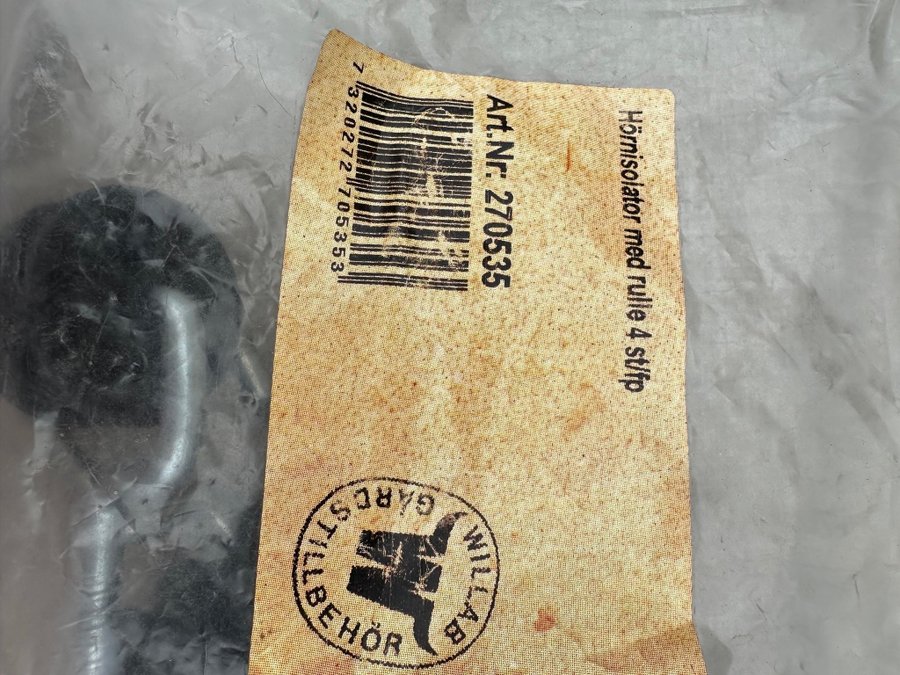 Hörnisolator med rulle 4 st/fp
Art.Nr. 270535
7 320272 705353
WILLAB
GÅRDSTILLBEHÖR